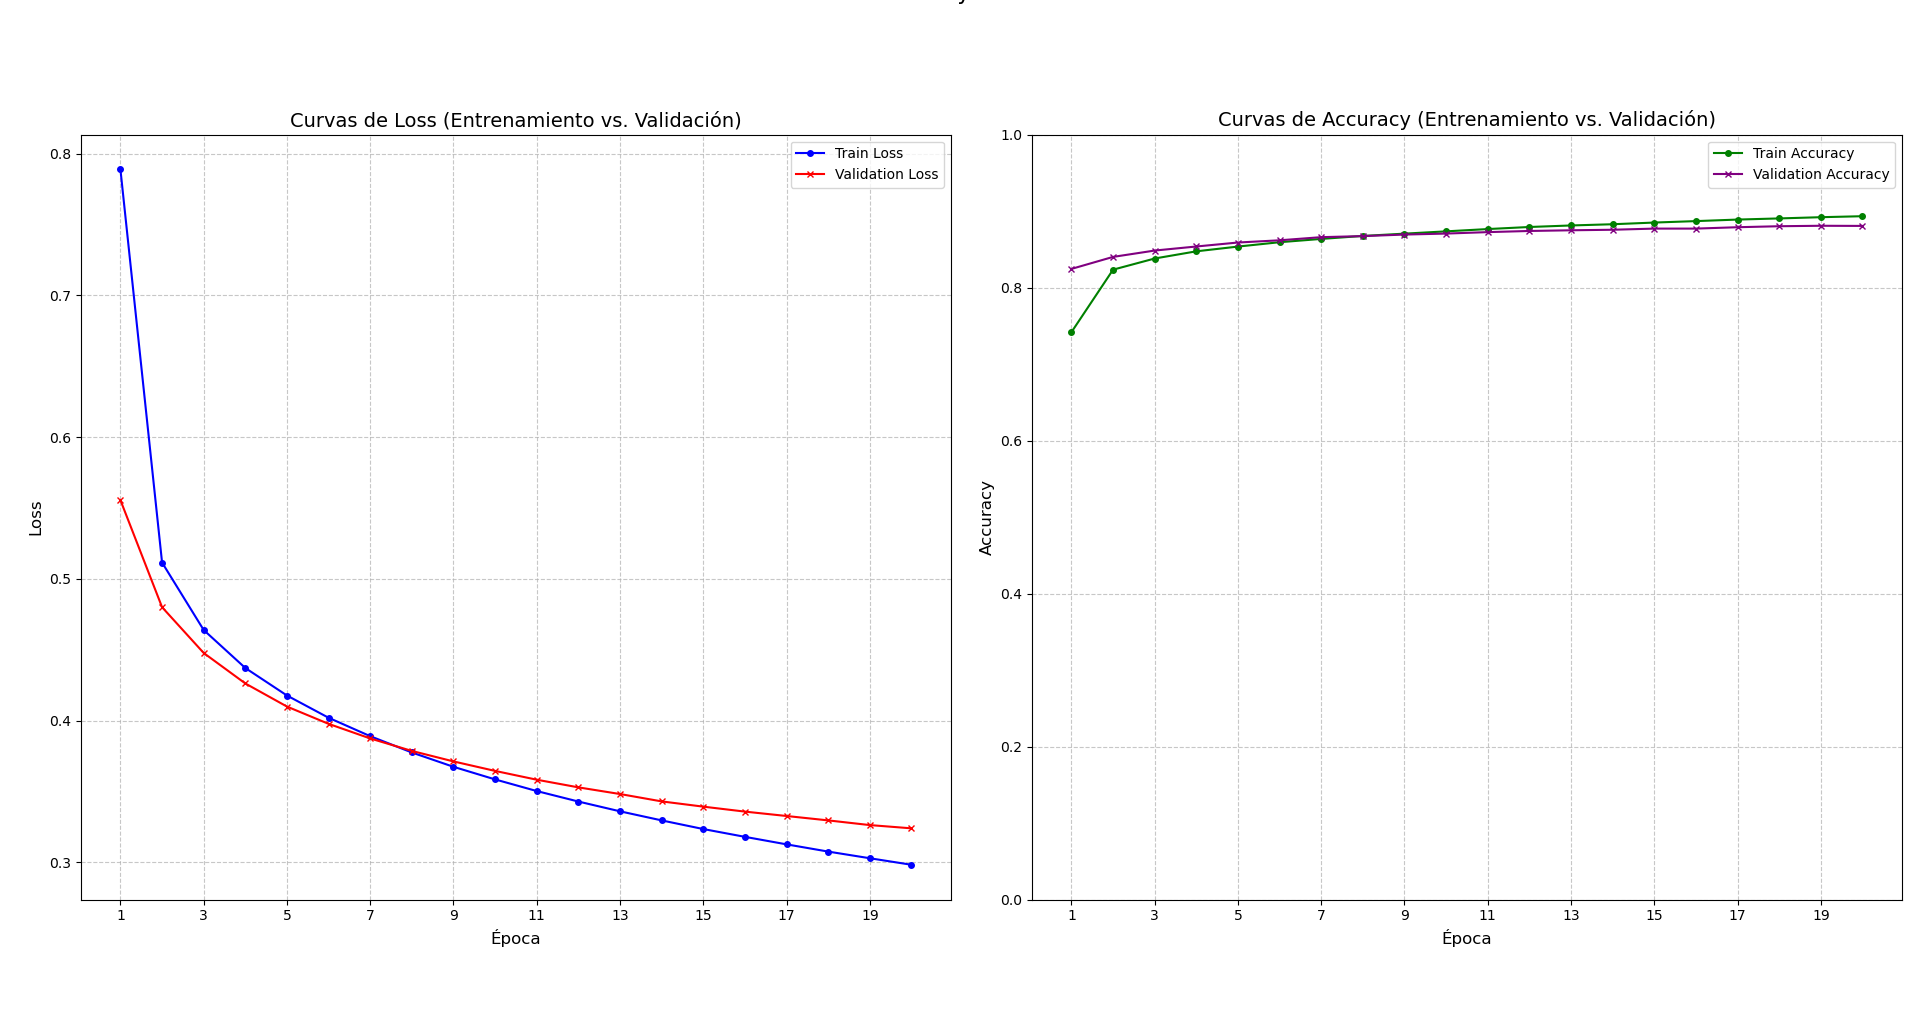 Curvas de Loss (Entrenamiento vs. Validación)
Train Loss
Validation Loss
0.8
0.7
0.6
0.5
0.4
0.3
Loss
1 3 5 7 9 11 13 15 17 19
Época
Curvas de Accuracy (Entrenamiento vs. Validación)
Train Accuracy
Validation Accuracy
1.0
0.8
0.6
0.4
0.2
0.0
Accuracy
1 3 5 7 9 11 13 15 17 19
Época